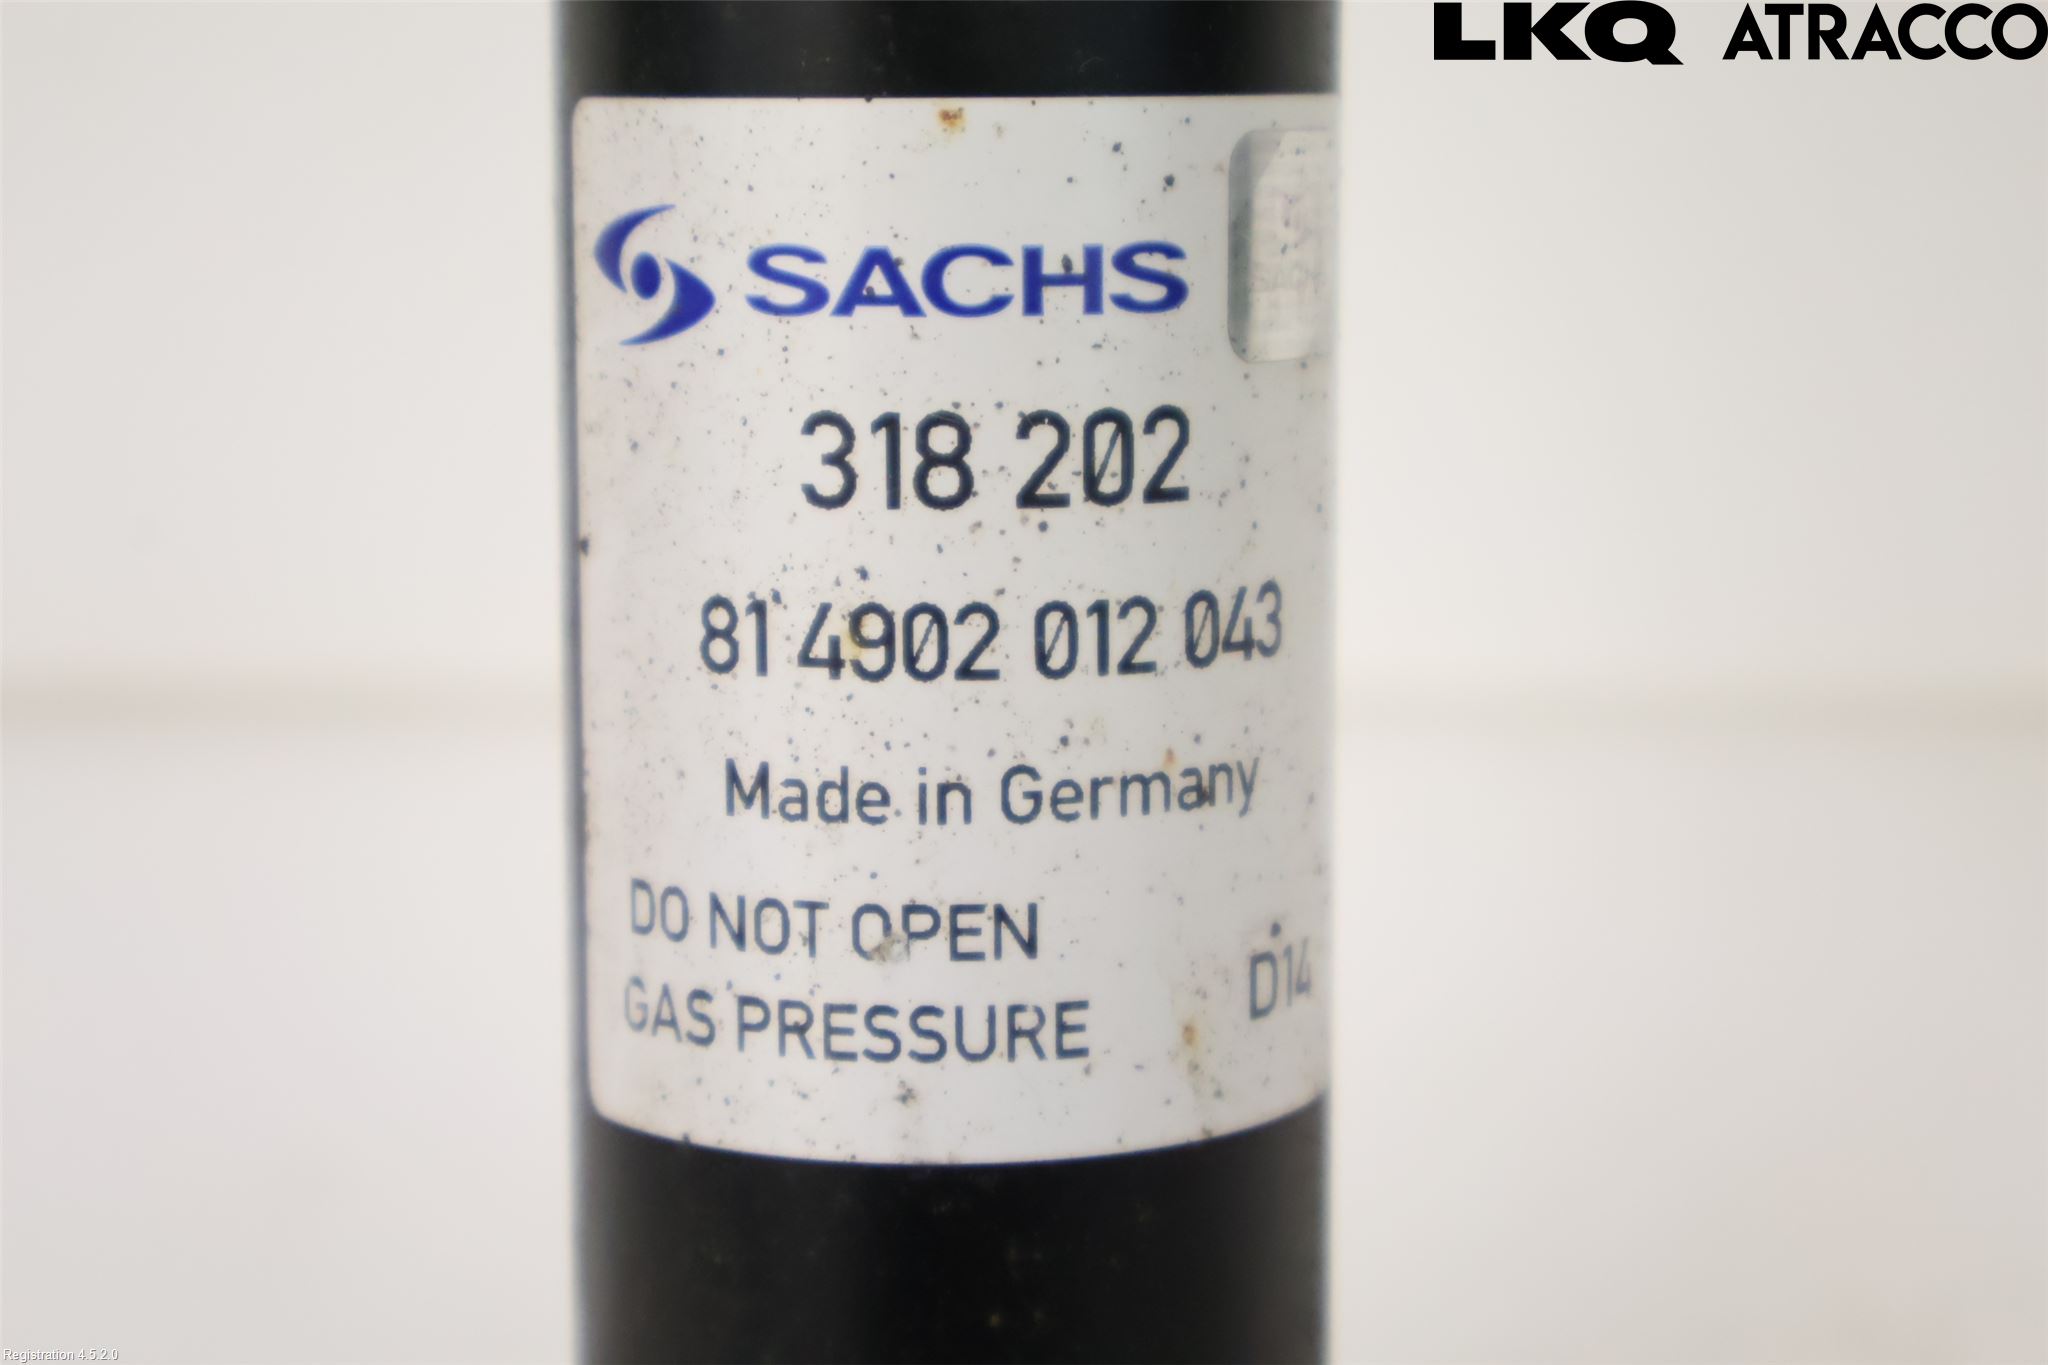 LKQ ATRACCO
SACHS
318 202
81 4902 012 043
Made in Germany
DO NOT OPEN
GAS PRESSURE
D14
Registration 4.5.2.0